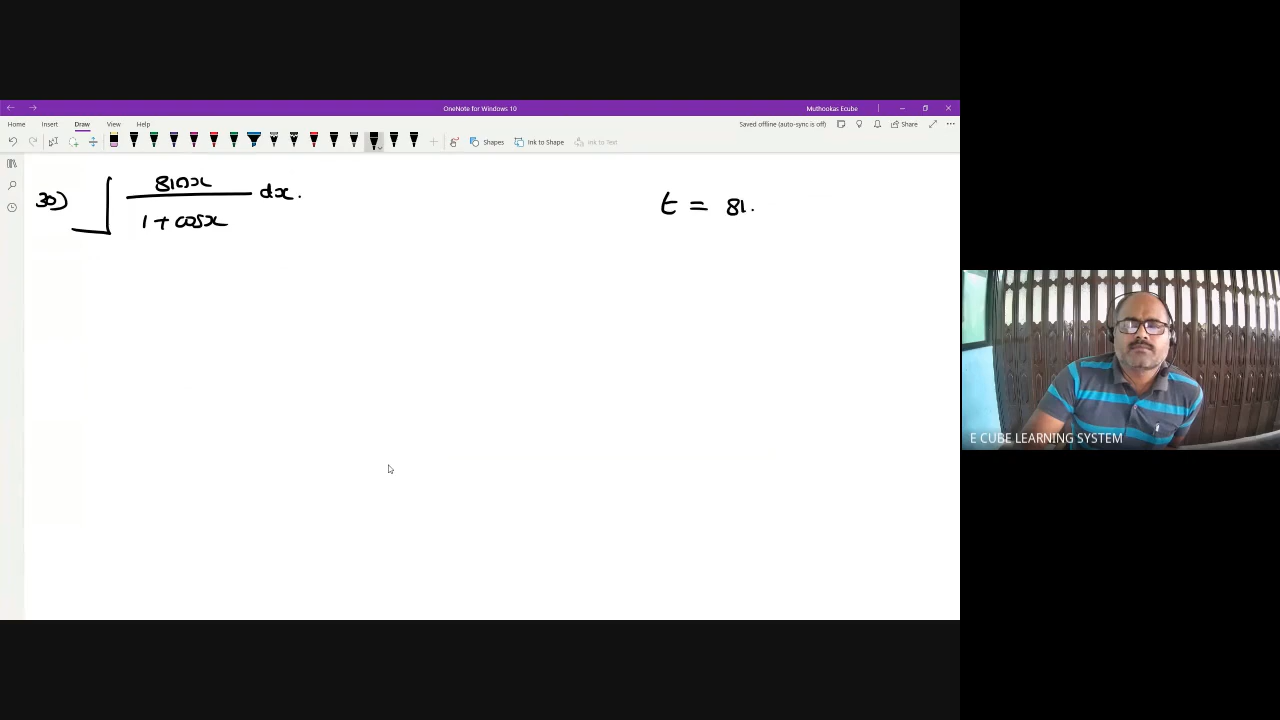 OneNote for Windows 10
Muthookas Ecube
Home Insert Draw View Help
Saved offline (auto-sync is off)
Share
Shapes
Ink to Shape
Ink to Text
30) ∫ sinx / 1 + cosx dx.
t = si.
E CUBE LEARNING SYSTEM